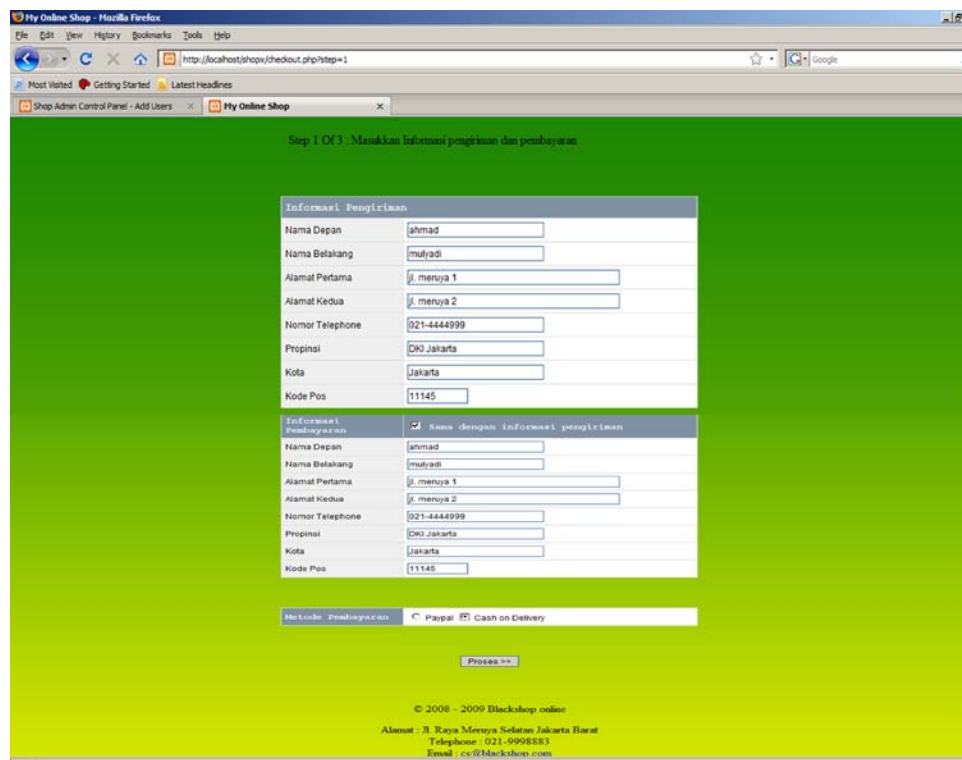 My Online Shop - Mozilla Firefox
File Edit View History Bookmarks Tools Help
http://localhost/shopx/checkout.php?step=1
Google
Most Visited Getting Started Latest Headlines
Shop Admin Control Panel - Add Users My Online Shop
Step 1 Of 3 : Masukkan Informasi pengiriman dan pembayaran
Informasi Pengiriman
Nama Depan ahmad
Nama Belakang mulyadi
Alamat Pertama jl. meruya 1
Alamat Kedua jl. meruya 2
Nomor Telephone 021-4444999
Propinsi DKI Jakarta
Kota Jakarta
Kode Pos 11145
Informasi Pembayaran Sama dengan informasi pengiriman
Nama Depan ahmad
Nama Belakang mulyadi
Alamat Pertama jl. meruya 1
Alamat Kedua jl. meruya 2
Nomor Telephone 021-4444999
Propinsi DKI Jakarta
Kota Jakarta
Kode Pos 11145
Metode Pembayaran Paypal Cash on Delivery
Proses >>
© 2008 - 2009 Blackshop online
Alamat : Jl. Raya Meruya Selatan Jakarta Barat
Telephone : 021-9998883
Email : cs@blackshop.com